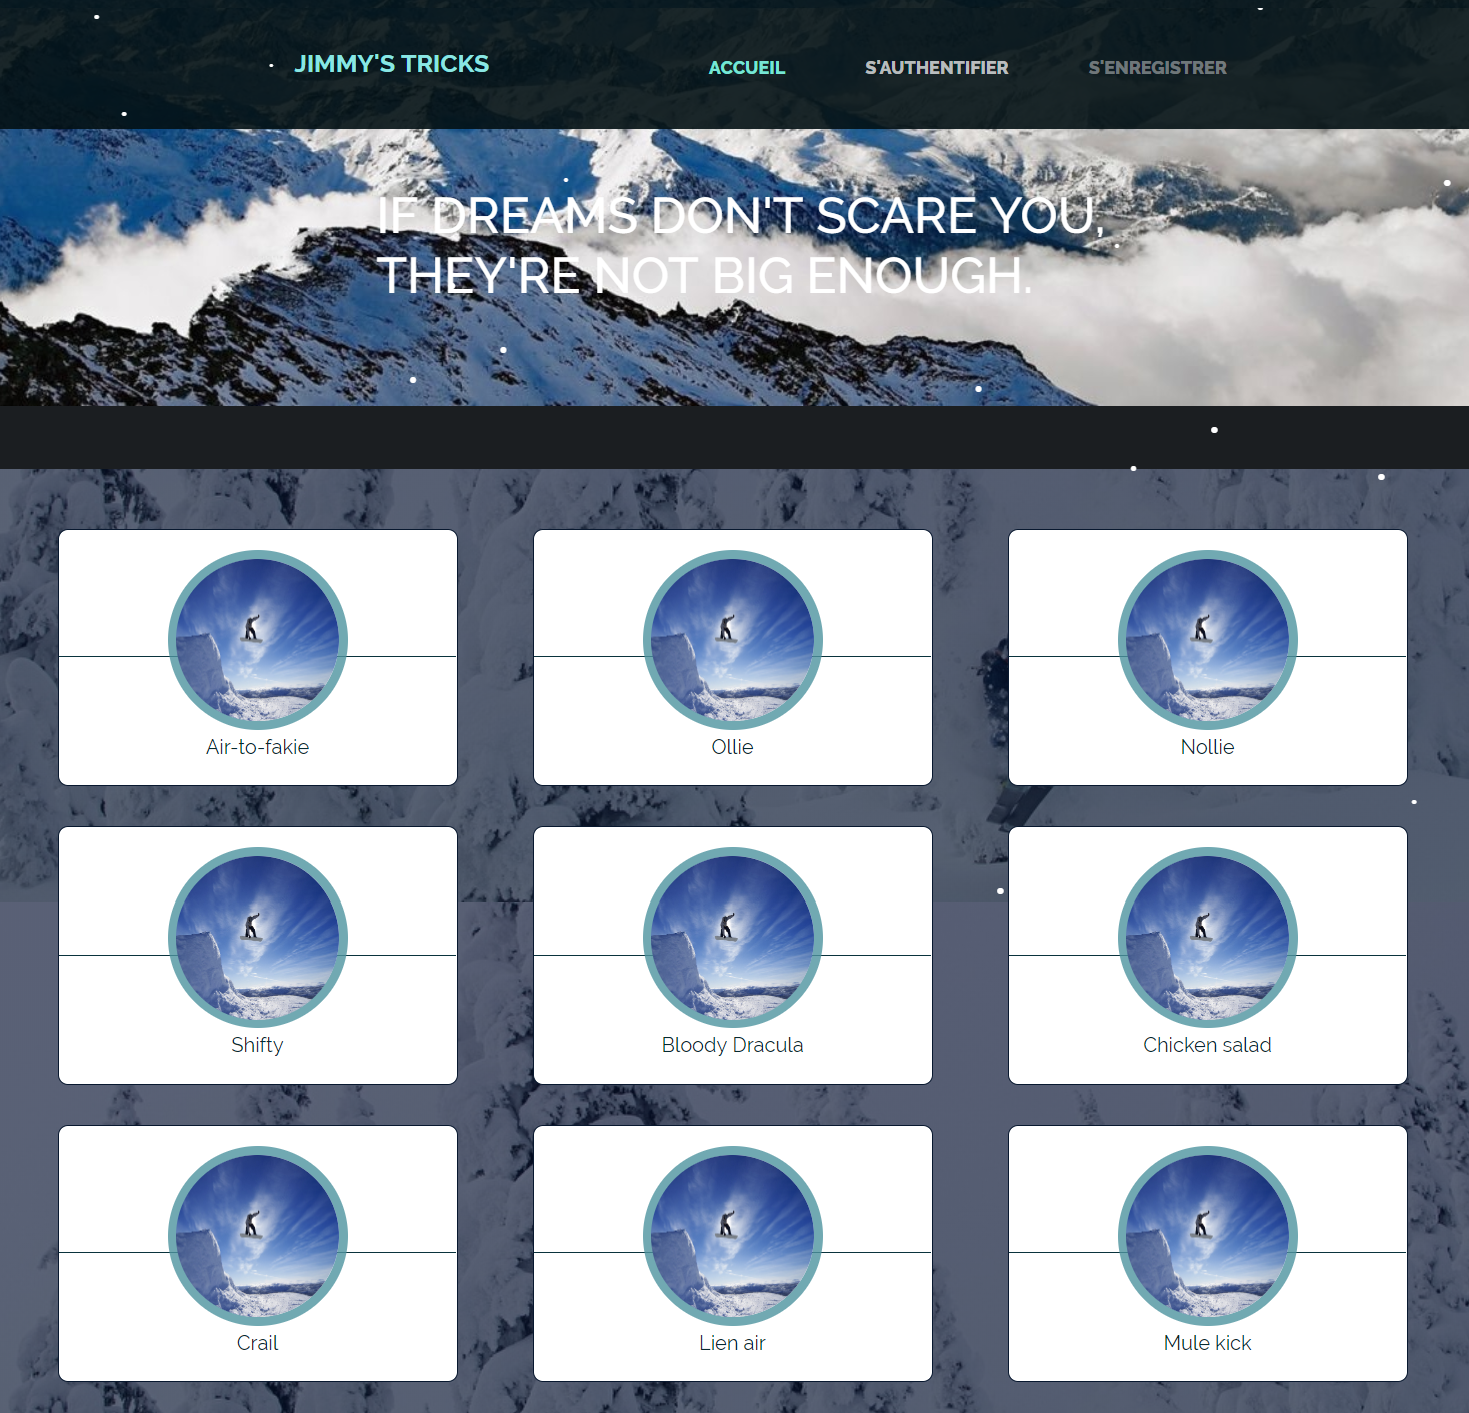 JIMMY'S TRICKS
ACCUEIL
S'AUTHENTIFIER
S'ENREGISTRER
IF DREAMS DON'T SCARE YOU,
THEY'RE NOT BIG ENOUGH.
Air-to-fakie
Ollie
Nollie
Shifty
Bloody Dracula
Chicken salad
Crail
Lien air
Mule kick